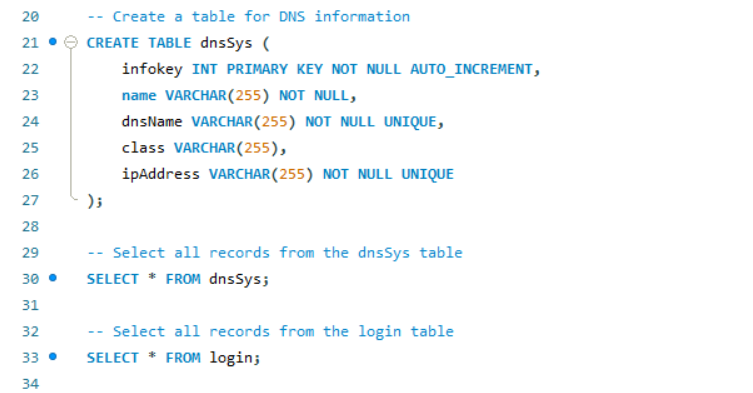 20 -- Create a table for DNS information
21 CREATE TABLE dnsSys (
22 infokey INT PRIMARY KEY NOT NULL AUTO_INCREMENT,
23 name VARCHAR(255) NOT NULL,
24 dnsName VARCHAR(255) NOT NULL UNIQUE,
25 class VARCHAR(255),
26 ipAddress VARCHAR(255) NOT NULL UNIQUE
27 );
28
29 -- Select all records from the dnsSys table
30 SELECT * FROM dnsSys;
31
32 -- Select all records from the login table
33 SELECT * FROM login;
34